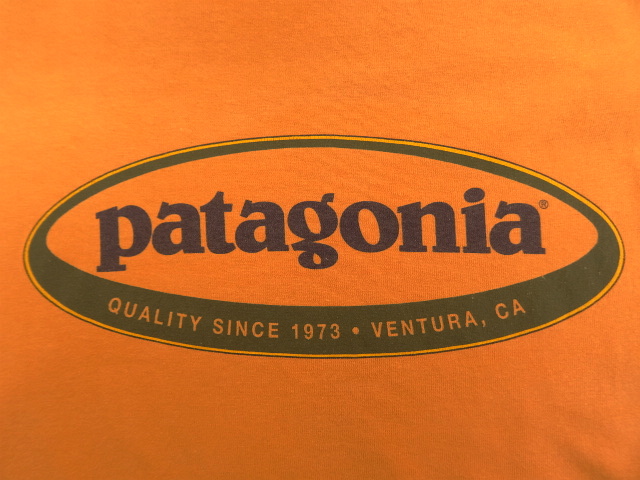 patagonia®
QUALITY SINCE 1973 • VENTURA, CA